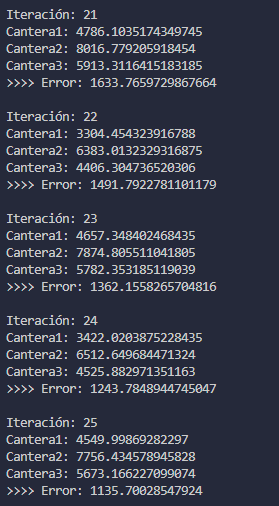 Iteración: 21
Cantera1: 4786.1035174349745
Cantera2: 8016.779205918454
Cantera3: 5913.3116415183185
>>>> Error: 1633.7659729867664
Iteración: 22
Cantera1: 3304.454323916788
Cantera2: 6383.0132329316875
Cantera3: 4406.304736520306
>>>> Error: 1491.7922781101179
Iteración: 23
Cantera1: 4657.348402468435
Cantera2: 7874.805511041805
Cantera3: 5782.353185119039
>>>> Error: 1362.1558265704816
Iteración: 24
Cantera1: 3422.0203875228435
Cantera2: 6512.649684471324
Cantera3: 4525.882971351163
>>>> Error: 1243.7848944745047
Iteración: 25
Cantera1: 4549.99869282297
Cantera2: 7756.434578945828
Cantera3: 5673.166227099074
>>>> Error: 1135.70028547924